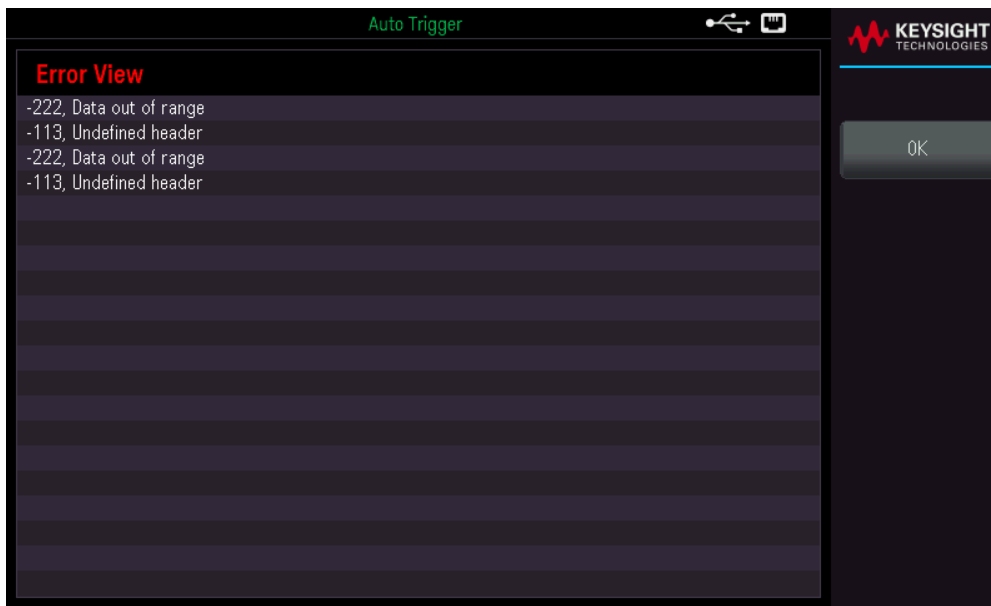 Auto Trigger
KEYSIGHT
TECHNOLOGIES
Error View
-222, Data out of range
-113, Undefined header
-222, Data out of range
-113, Undefined header
OK